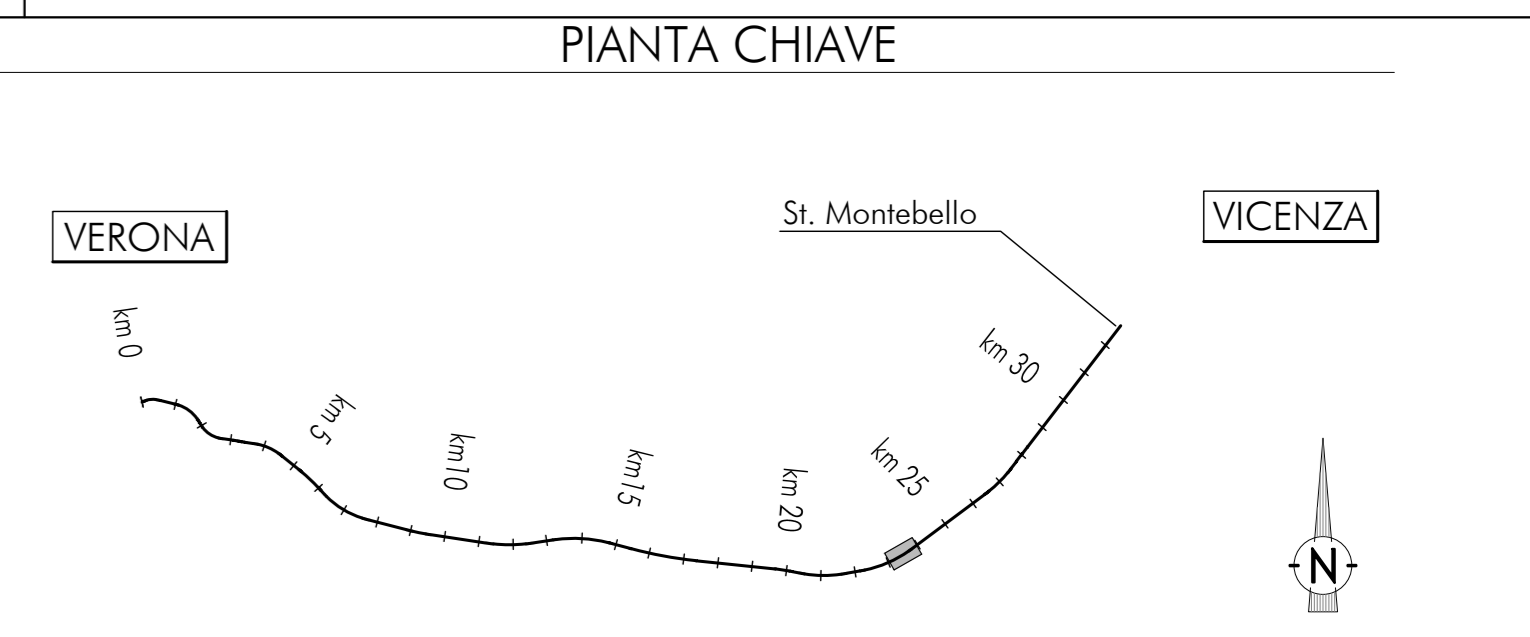 PIANTA CHIAVE
VERONA
St. Montebello
VICENZA
km 0
km 5
km10
km15
km 20
km 25
km 30
N